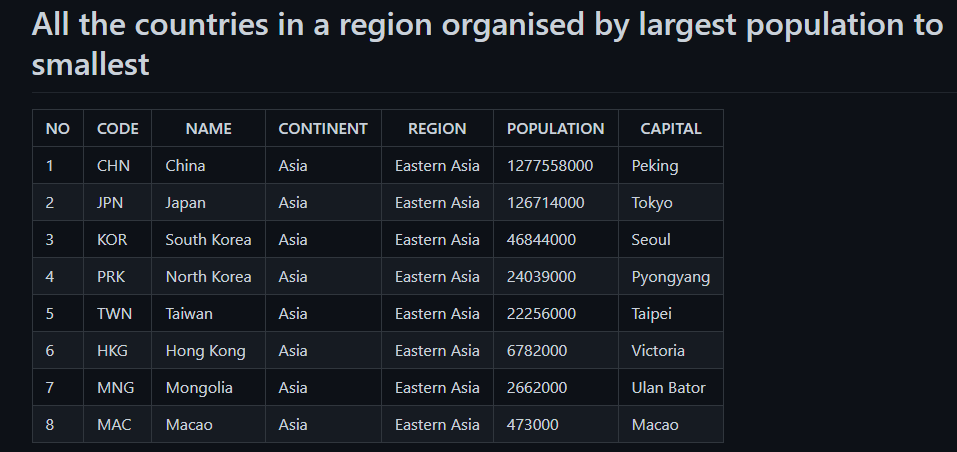 All the countries in a region organised by largest population to
smallest
NO CODE NAME CONTINENT REGION POPULATION CAPITAL
1 CHN China Asia Eastern Asia 1277558000 Peking
2 JPN Japan Asia Eastern Asia 126714000 Tokyo
3 KOR South Korea Asia Eastern Asia 46844000 Seoul
4 PRK North Korea Asia Eastern Asia 24039000 Pyongyang
5 TWN Taiwan Asia Eastern Asia 22256000 Taipei
6 HKG Hong Kong Asia Eastern Asia 6782000 Victoria
7 MNG Mongolia Asia Eastern Asia 2662000 Ulan Bator
8 MAC Macao Asia Eastern Asia 473000 Macao